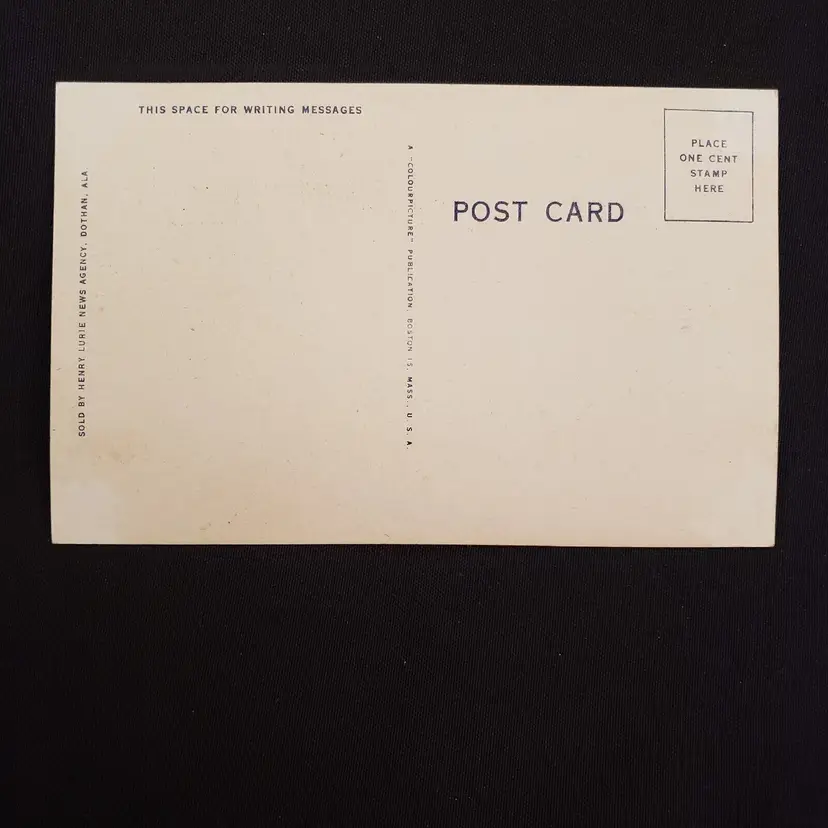 THIS SPACE FOR WRITING MESSAGES
SOLD BY HENRY LURIE NEWS AGENCY, DOTHAN, ALA.
A "COLOURPICTURE" PUBLICATION, BOSTON 15, MASS., U. S. A.
POST CARD
PLACE
ONE CENT
STAMP
HERE